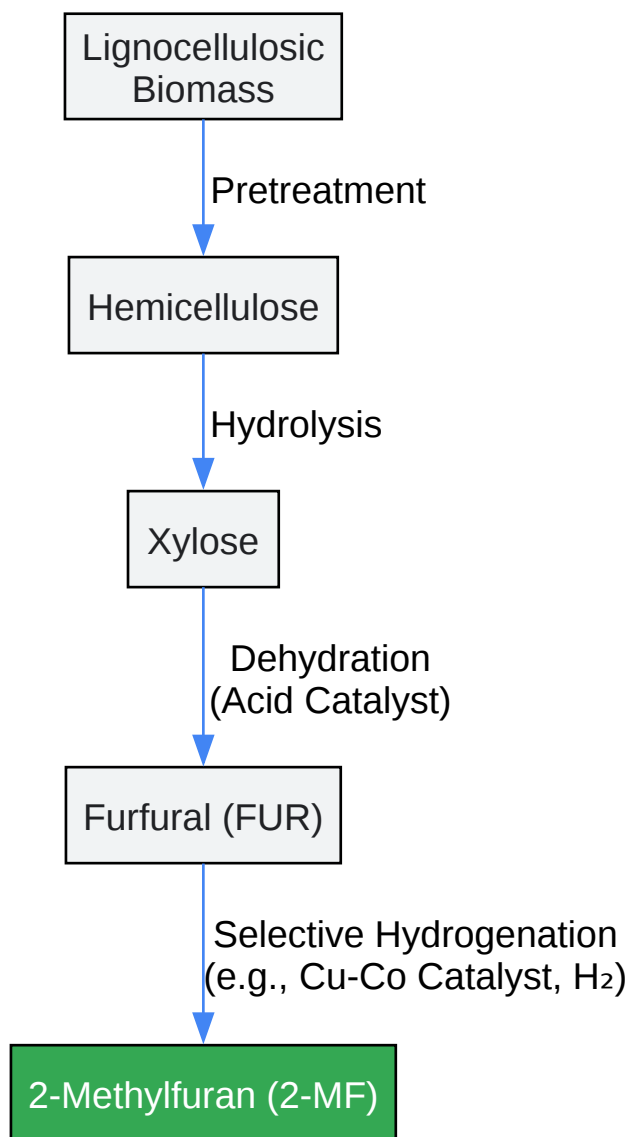 Lignocellulosic
Biomass
Pretreatment
Hemicellulose
Hydrolysis
Xylose
Dehydration
(Acid Catalyst)
Furfural (FUR)
Selective Hydrogenation
(e.g., Cu-Co Catalyst, H₂)
2-Methylfuran (2-MF)